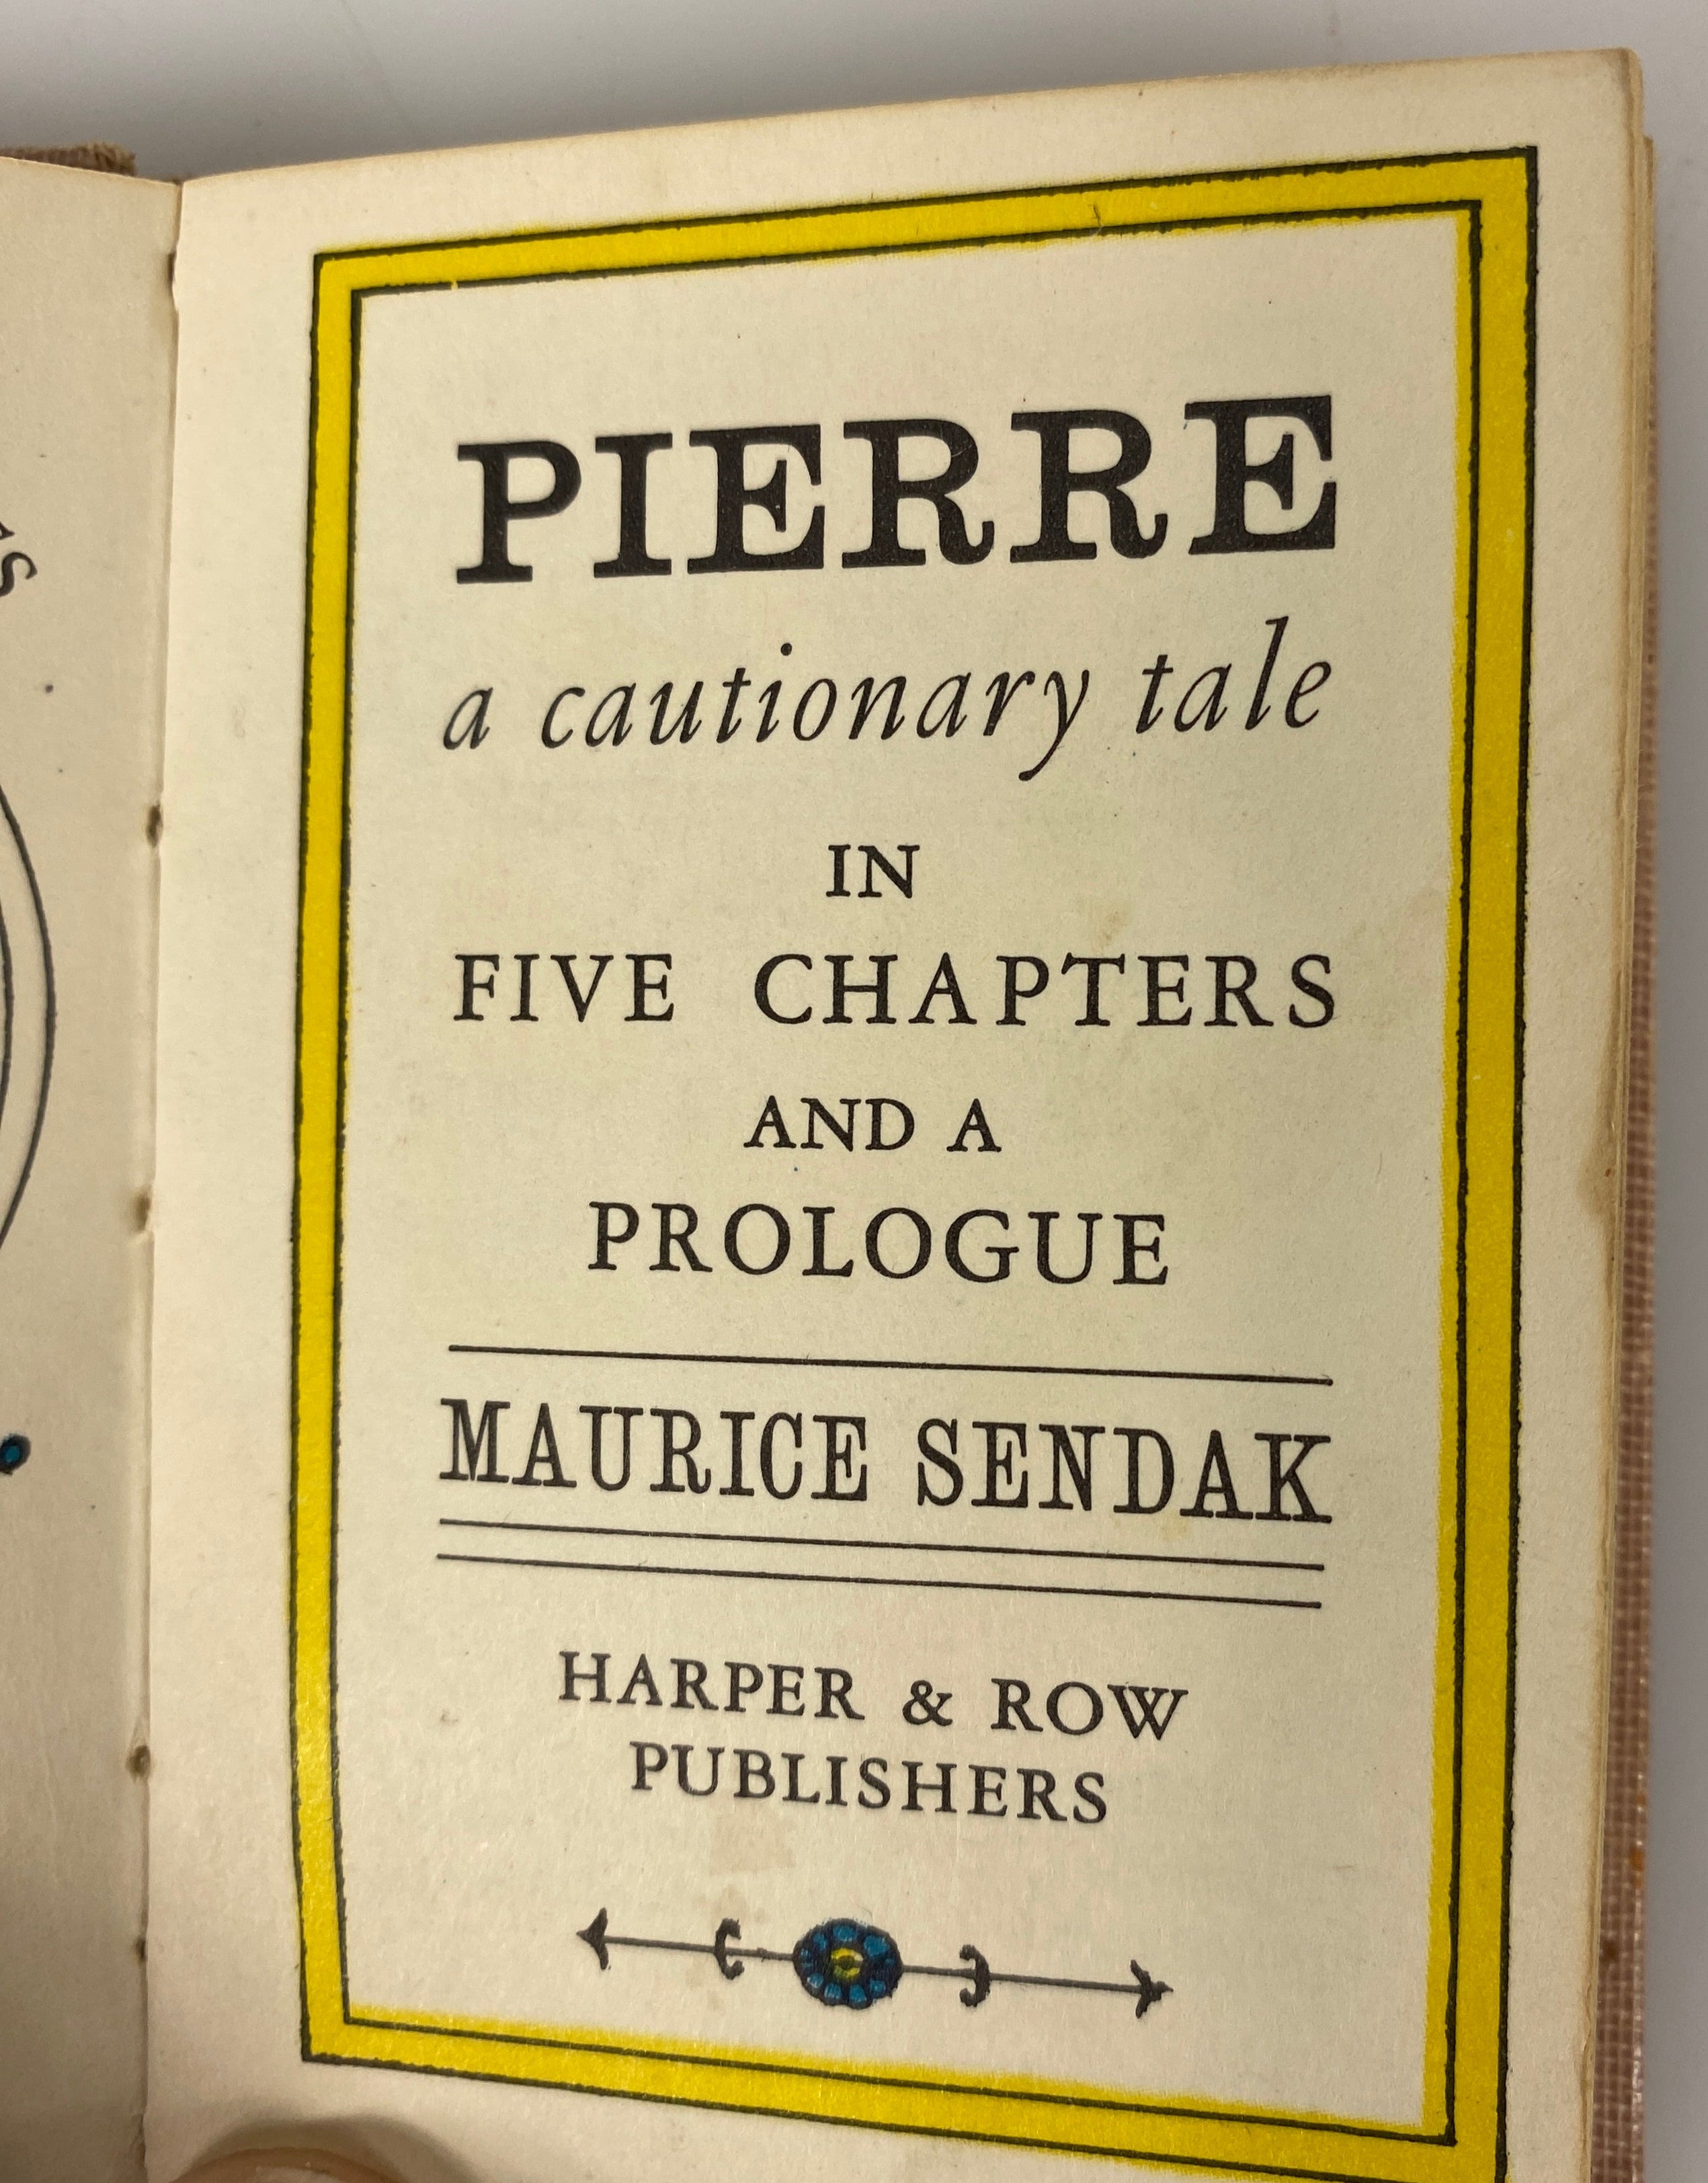 PIERRE
a cautionary tale
IN
FIVE CHAPTERS
AND A
PROLOGUE
MAURICE SENDAK
HARPER & ROW
PUBLISHERS